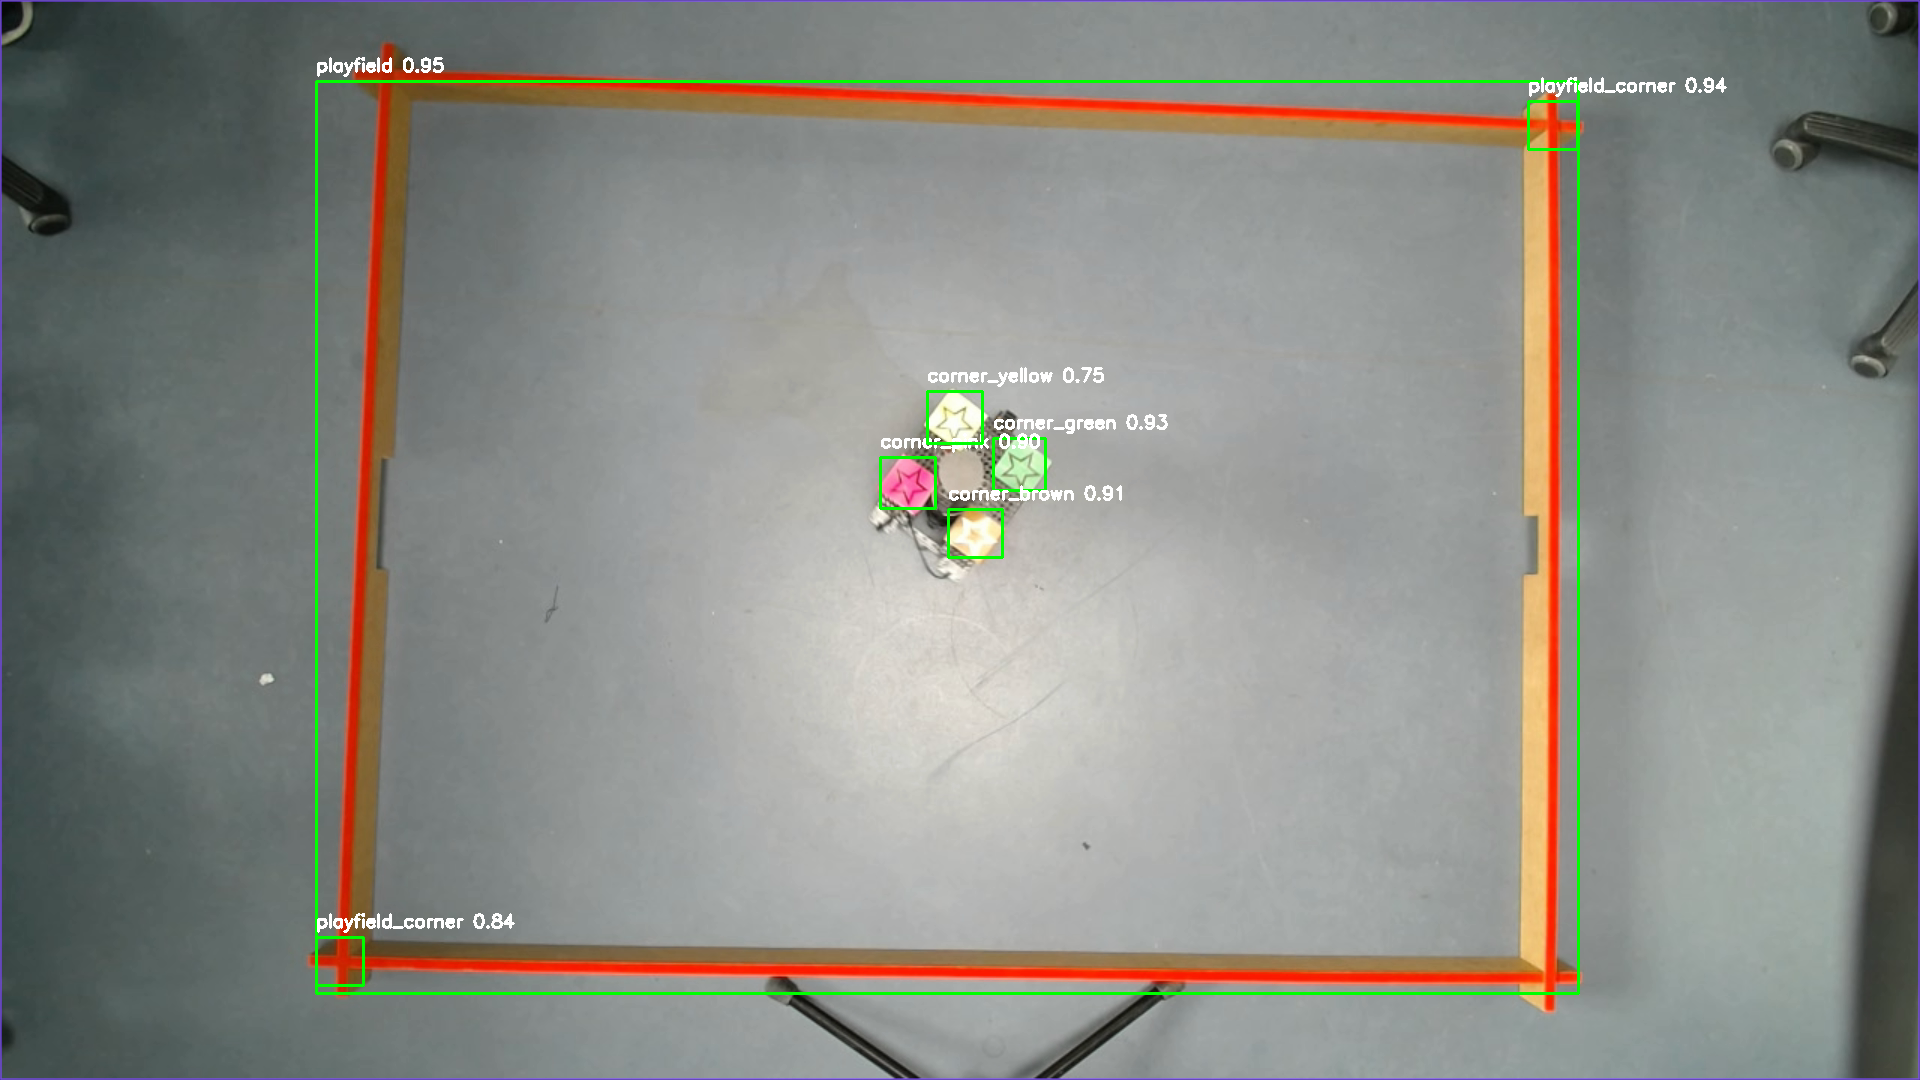 playfield 0.95
playfield_corner 0.94
corner_yellow 0.75
corner_green 0.93
corner_pink 0.90
corner_brown 0.91
playfield_corner 0.84